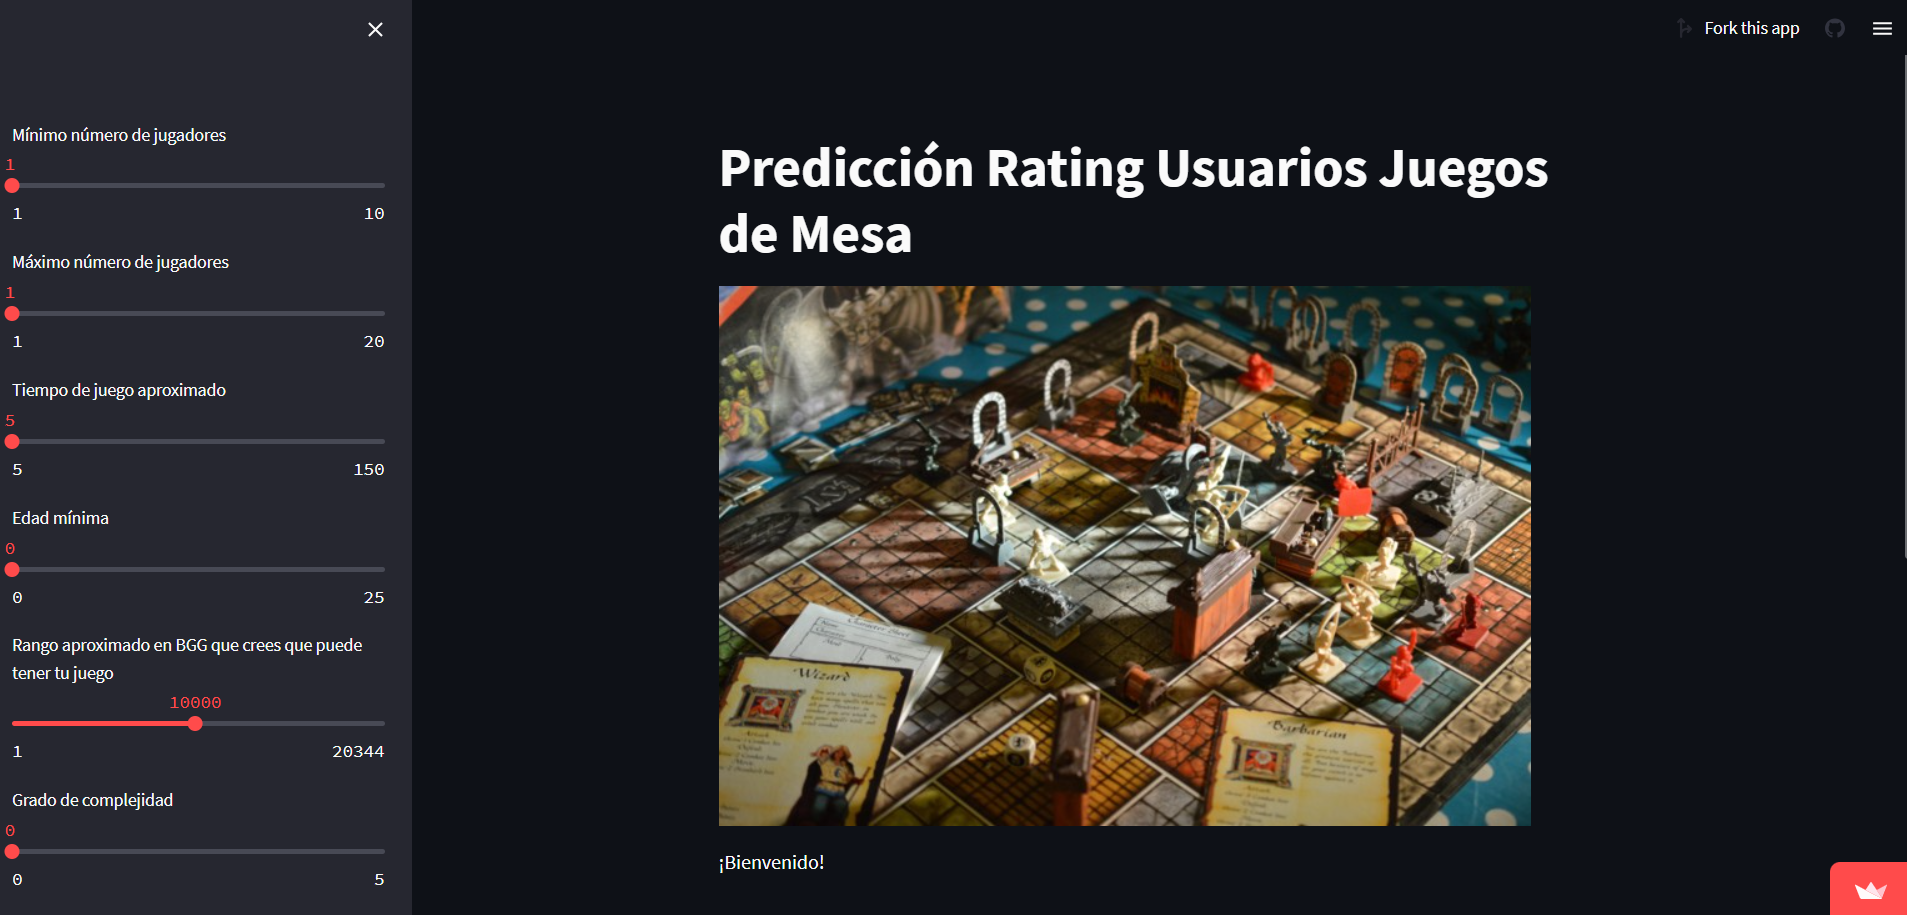 Fork this app
Mínimo número de jugadores
1
1 10
Máximo número de jugadores
1
1 20
Tiempo de juego aproximado
5
5 150
Edad mínima
0
0 25
Rango aproximado en BGG que crees que puede
tener tu juego
10000
1 20344
Grado de complejidad
0
0 5
Predicción Rating Usuarios Juegos
de Mesa
Character Sheet
Wizard
Barbarian
¡Bienvenido!